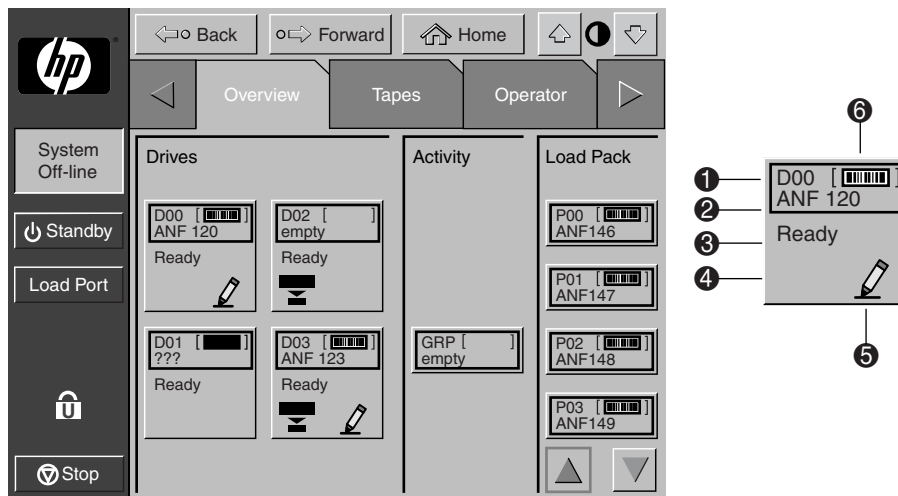 hp
Back
Forward
Home
Overview
Tapes
Operator
System
Off-line
Standby
Load Port
U
Stop
Drives
D00 [ ]
ANF 120
Ready
D02 [ ]
empty
Ready
D01 [ ]
???
Ready
D03 [ ]
ANF 123
Ready
Activity
GRP [ ]
empty
Load Pack
P00 [ ]
ANF146
P01 [ ]
ANF147
P02 [ ]
ANF148
P03 [ ]
ANF149
6
1
2
3
4
D00 [ ]
ANF 120
Ready
5